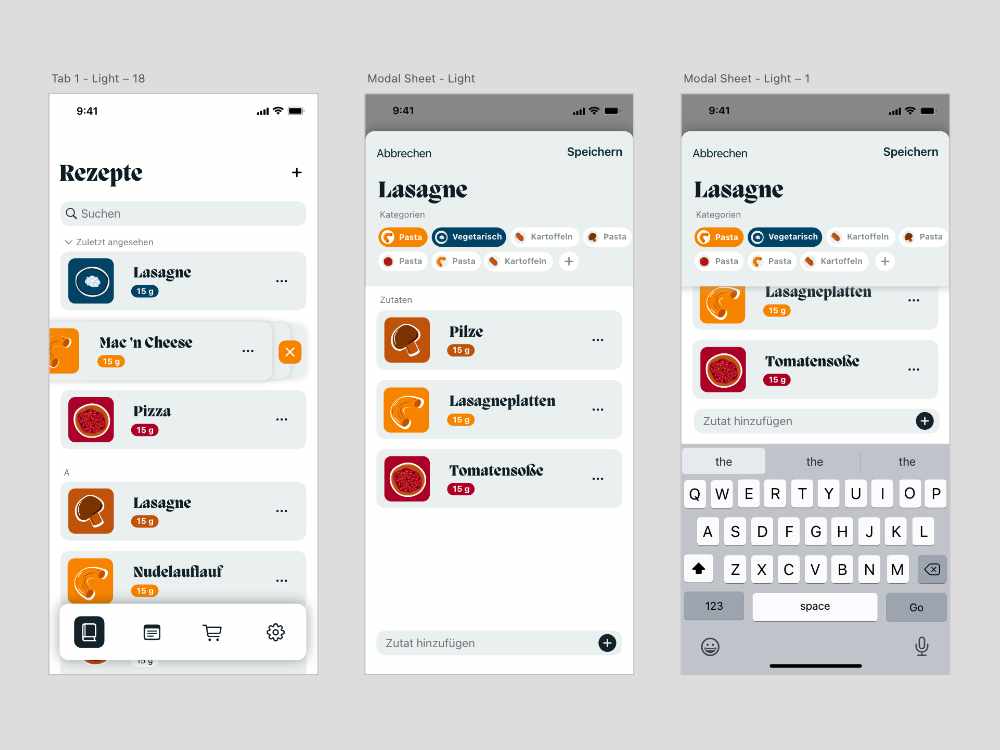 Tab 1 - Light – 18
9:41
Rezepte
+
Suchen
Zuletzt angesehen
Lasagne
15 g
Mac 'n Cheese
15 g
Pizza
15 g
A
Lasagne
15 g
Nudelauflauf
15 g
15 g
Modal Sheet - Light
9:41
Abbrechen
Speichern
Lasagne
Kategorien
Pasta Vegetarisch Kartoffeln Pasta
Pasta Pasta Kartoffeln +
Zutaten
Pilze
15 g
Lasagneplatten
15 g
Tomatensoße
15 g
Zutat hinzufügen
Modal Sheet - Light – 1
9:41
Abbrechen
Speichern
Lasagne
Kategorien
Pasta Vegetarisch Kartoffeln Pasta
Pasta Pasta Kartoffeln +
Lasagneplatten
15 g
Tomatensoße
15 g
Zutat hinzufügen
the the the
Q W E R T Y U I O P
A S D F G H J K L
Z X C V B N M
123 space Go